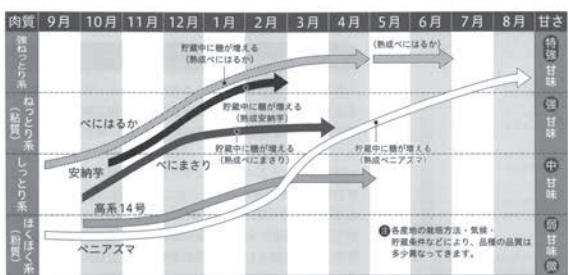 肉質 9月 10月 11月 12月 1月 2月 3月 4月 5月 6月 7月 8月 甘さ
強ねっとり系
ねっとり系
(粘質)
しっとり系
ほくほく系
(粉質)
貯蔵中に糖が増える
(熟成べにはるか)
(熟成べにはるか)
べにはるか
貯蔵中に糖が増える
(熟成安納芋)
安納芋
べにまさり
貯蔵中に糖が増える
(熟成べにまさり)
貯蔵中に糖が増える
(熟成ベニアズマ)
高系14号
ベニアズマ
特強
甘味
強
甘味
中
甘味
弱
甘味
微
注 各産地の栽培方法・気候・
貯蔵条件などにより、品種の品質は
多少異なってきます。